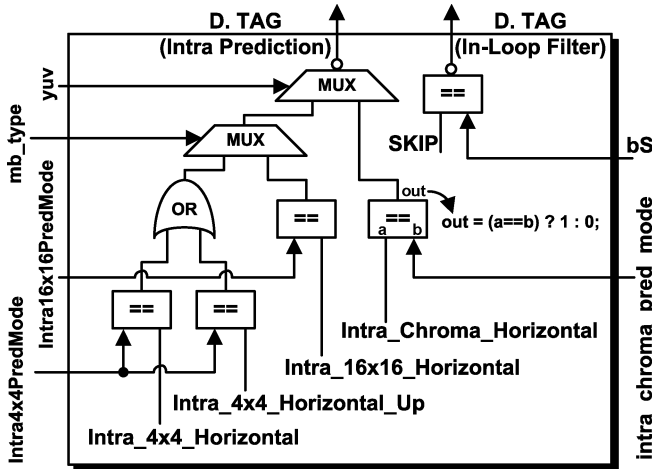 D. TAG
(Intra Prediction)
D. TAG
(In-Loop Filter)
yuv
MUX
==
mb_type
MUX
SKIP
bS
Intra16x16PredMode
OR
==
out
==
a
b
out = (a==b) ? 1 : 0;
intra chroma pred mode
==
==
Intra_Chroma_Horizontal
Intra_16x16_Horizontal
Intra4x4PredMode
Intra_4x4_Horizontal_Up
Intra_4x4_Horizontal